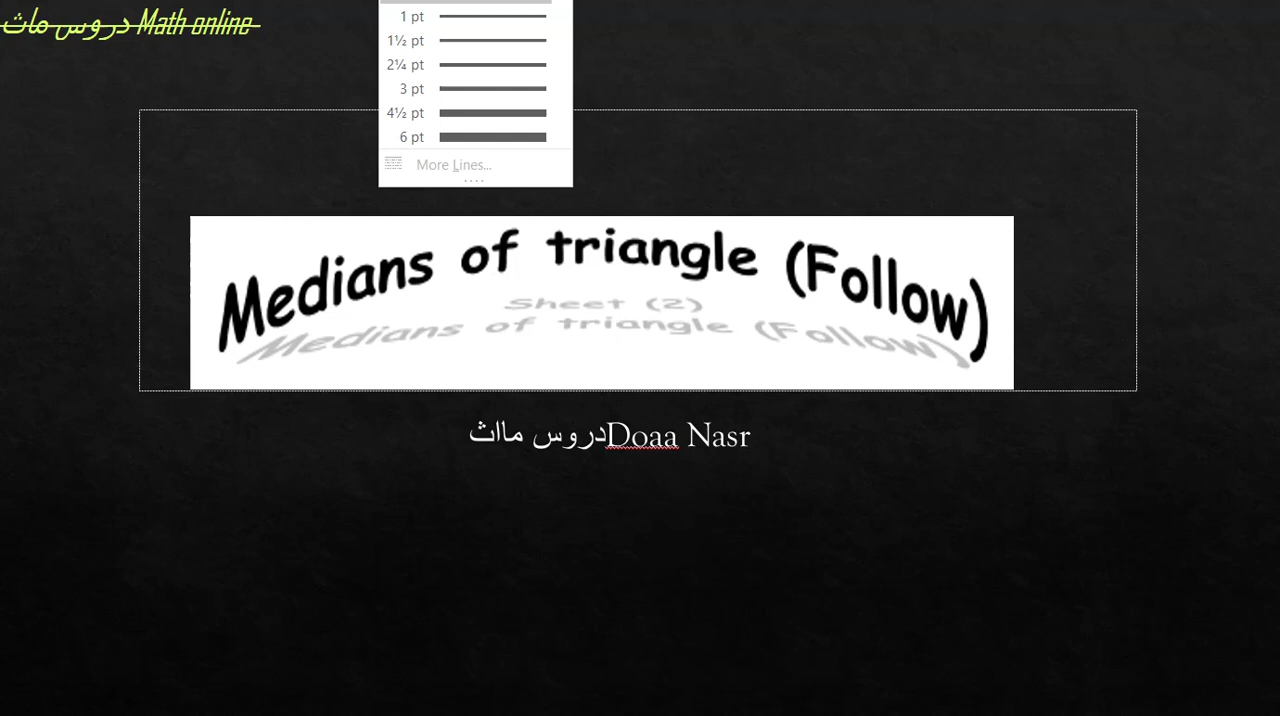 دروس ماث Math online
1 pt
1½ pt
2¼ pt
3 pt
4½ pt
6 pt
More Lines...
Medians of triangle (Follow)
Sheet (2)
Medians of triangle (Follow)
دروس مااثDoaa Nasr